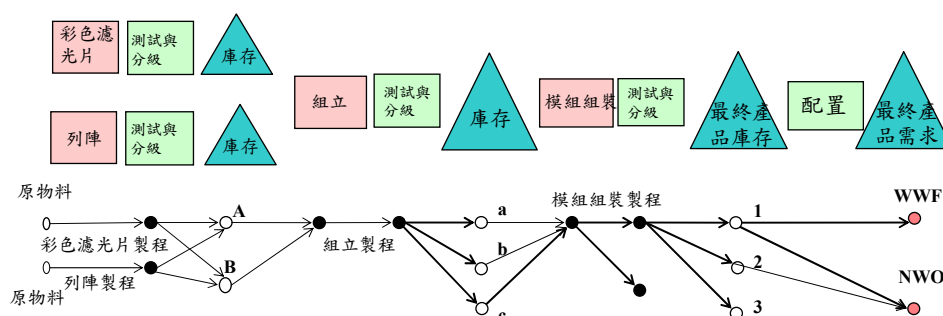 彩色濾
光片
測試與
分級
庫存
組立
測試與
分級
庫存
模組組裝
測試與
分級
最終產
品庫存
配置
最終產
品需求
列陣
測試與
分級
庫存
原物料
彩色濾光片製程
列陣製程
原物料
A
B
組立製程
a
b
c
模組組裝製程
1
2
3
WWF
NWO